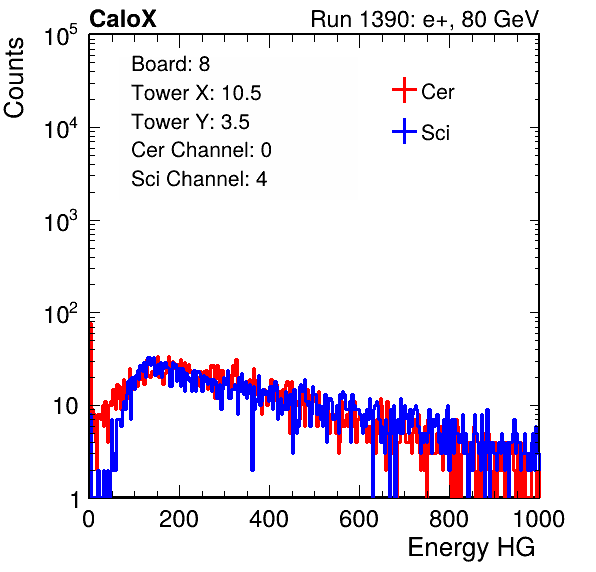 CaloX Run 1390: e+, 80 GeV
Counts
Board: 8
Tower X: 10.5
Tower Y: 3.5
Cer Channel: 0
Sci Channel: 4
Cer
Sci
10^5
10^4
10^3
10^2
10
1
0 200 400 600 800 1000
Energy HG